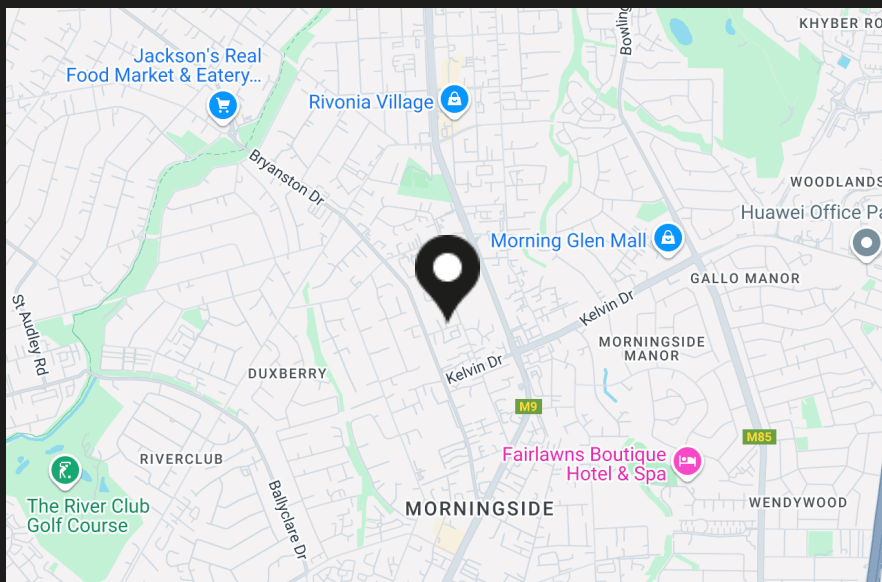 KHYBER RO
Bowling
Jackson's Real
Food Market & Eatery...
Rivonia Village
Bryanston Dr
WOODLANDS
Huawei Office Pa
Morning Glen Mall
GALLO MANOR
St Audley Rd
Kelvin Dr
MORNINGSIDE
MANOR
Kelvin Dr
DUXBERRY
M9
M85
Fairlawns Boutique
Hotel & Spa
RIVERCLUB
The River Club
Golf Course
Ballyclare Dr
MORNINGSIDE
WENDYWOOD